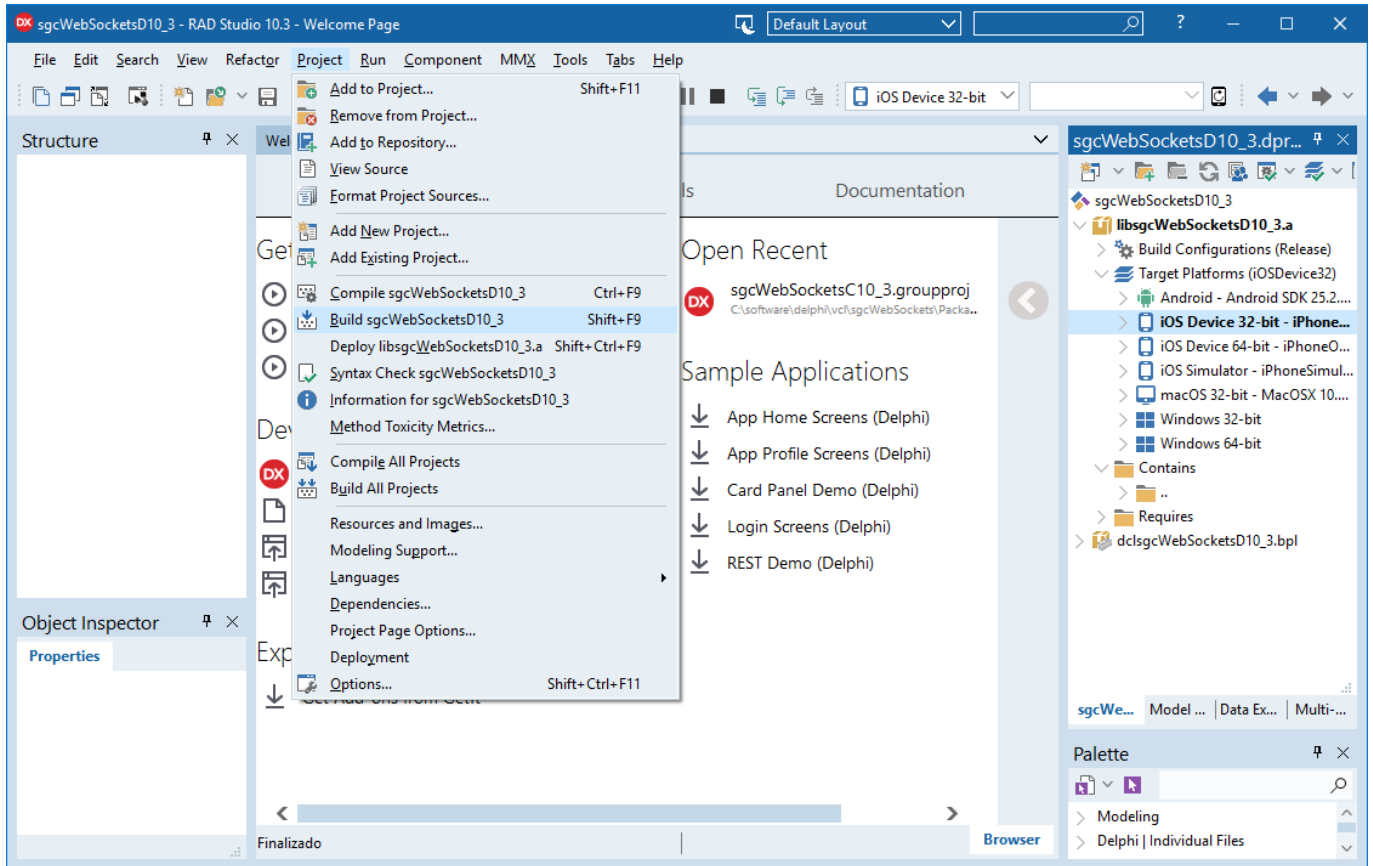 DX sgcWebSocketsD10_3 - RAD Studio 10.3 - Welcome Page
Default Layout
?
File Edit Search View Refactor Project Run Component MMX Tools Tabs Help
iOS Device 32-bit
Structure
Wel
Add to Project... Shift+F11
Remove from Project...
Add to Repository...
View Source
Format Project Sources...
Add New Project...
Add Existing Project...
Compile sgcWebSocketsD10_3 Ctrl+F9
Build sgcWebSocketsD10_3 Shift+F9
Deploy libsgcWebSocketsD10_3.a Shift+Ctrl+F9
Syntax Check sgcWebSocketsD10_3
Information for sgcWebSocketsD10_3
Method Toxicity Metrics...
Compile All Projects
Build All Projects
Resources and Images...
Modeling Support...
Languages
Dependencies...
Project Page Options...
Deployment
Options... Shift+Ctrl+F11
ls
Documentation
Get
Dev
DX
Exp
Open Recent
DX
sgcWebSocketsC10_3.groupproj
C:\software\delphi\vcl\sgcWebSockets\Packa...
Sample Applications
App Home Screens (Delphi)
App Profile Screens (Delphi)
Card Panel Demo (Delphi)
Login Screens (Delphi)
REST Demo (Delphi)
sgcWebSocketsD10_3.dpr...
sgcWebSocketsD10_3
libsgcWebSocketsD10_3.a
Build Configurations (Release)
Target Platforms (iOSDevice32)
Android - Android SDK 25.2....
iOS Device 32-bit - iPhone...
iOS Device 64-bit - iPhoneO...
iOS Simulator - iPhoneSimul...
macOS 32-bit - MacOSX 10....
Windows 32-bit
Windows 64-bit
Contains
..
Requires
dclsgcWebSocketsD10_3.bpl
sgcWe... Model ... Data Ex... Multi-...
Object Inspector
Properties
Palette
Modeling
Delphi | Individual Files
Finalizado
Browser